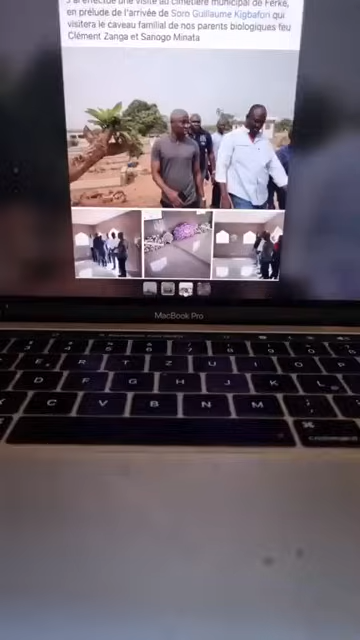 J'ai effectué une visite au cimetière municipal de Ferké,
en prélude de l'arrivée de Soro Guillaume Kigbafori qui
visitera le caveau familial de nos parents biologiques feu
Clément Zanga et Sanogo Minata
MacBook Pro
E R T Z U I O P
D F G H J K L
C V B N M
⌘